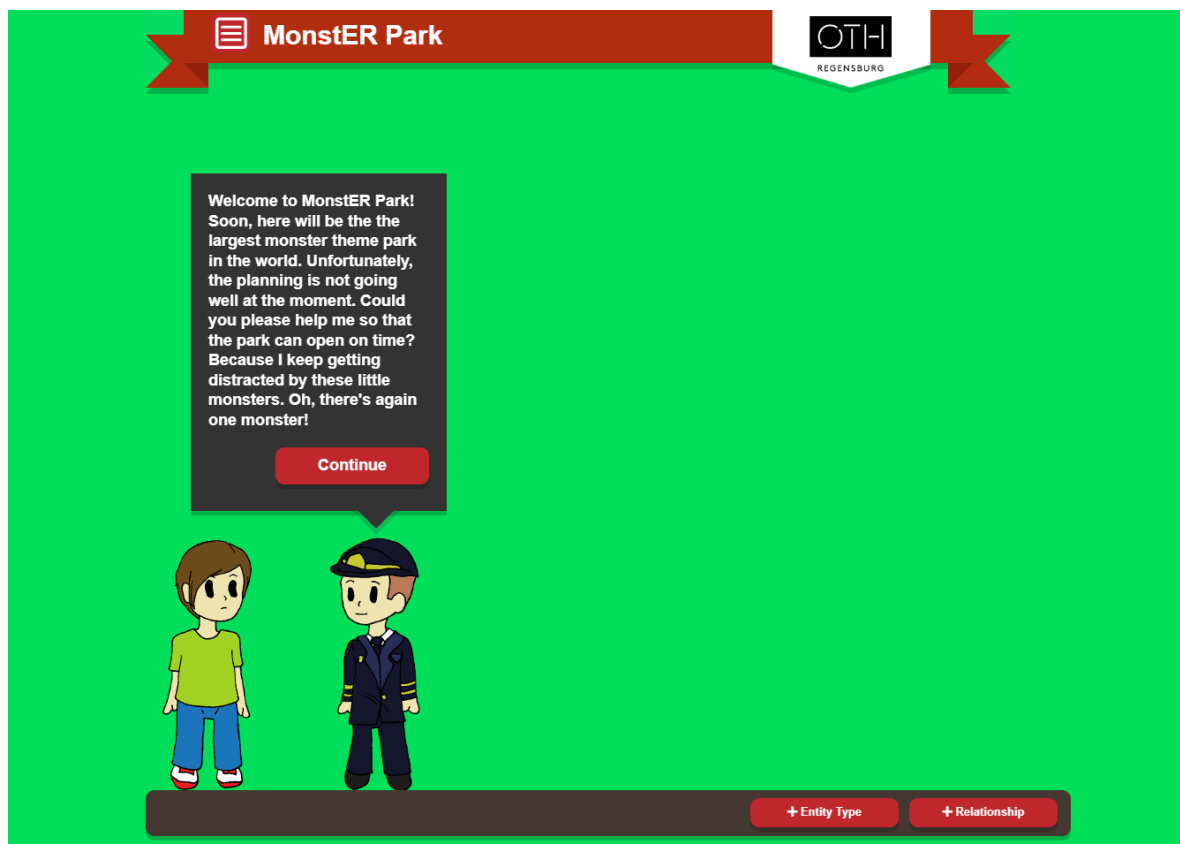 MonstER Park
OTH
REGENSBURG
Welcome to MonstER Park!
Soon, here will be the the
largest monster theme park
in the world. Unfortunately,
the planning is not going
well at the moment. Could
you please help me so that
the park can open on time?
Because I keep getting
distracted by these little
monsters. Oh, there's again
one monster!
Continue
+ Entity Type
+ Relationship